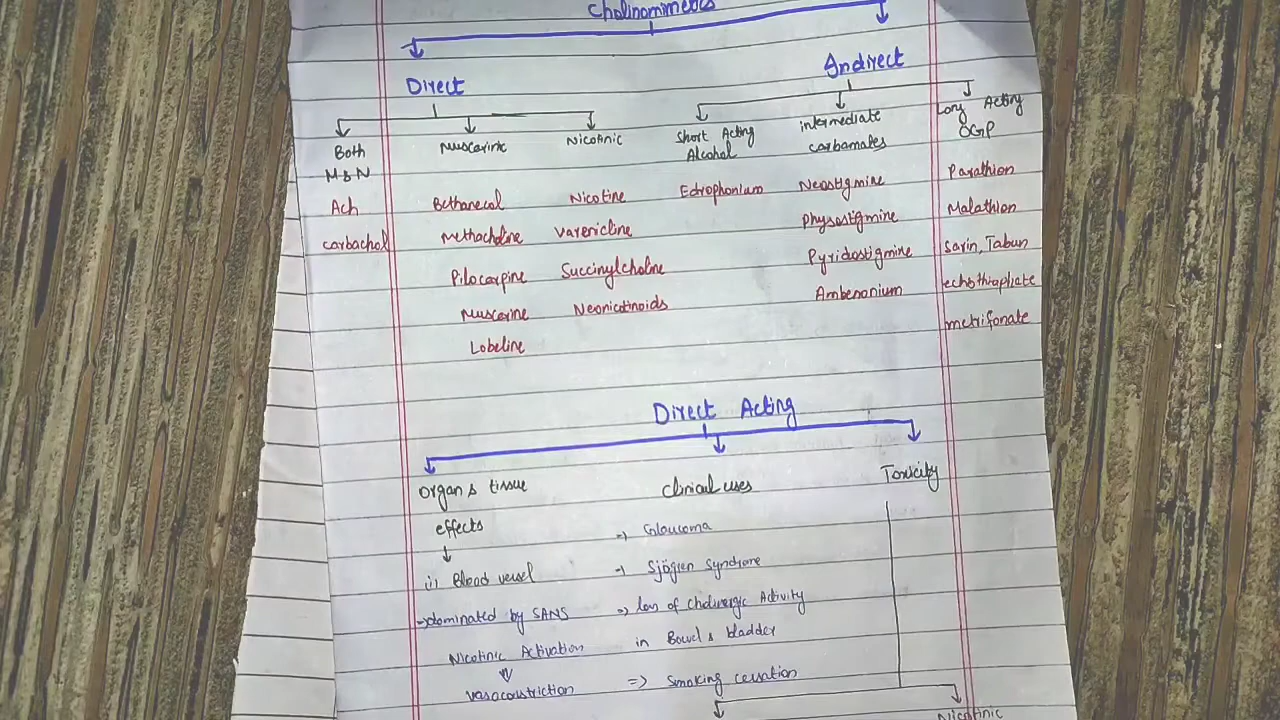 Cholinomimetics
Direct
Indirect
Both
M & N
Muscarinic
Nicotinic
Short Acting
Alcohol
intermediate
carbamates
Long Acting
OGP
Ach
Bethanecol
Nicotine
Edrophonium
Neostigmine
Parathion
carbachol
Methacholine
varenicline
Physostigmine
Malathion
Pilocarpine
Succinylcholine
Pyridostigmine
Sarin, Tabun
Muscarine
Neonicotinoids
Ambenonium
echothiaphate
Lobeline
metrifonate
Direct Acting
Organ & tissue
effects
clinical uses
Toxicity
⇒ Glaucoma
(i) Blood vessel
⇒ Sjögren Syndrome
→dominated by SANS
⇒ loss of cholinergic Activity
Nicotinic Activation
in Bowel & bladder
vasoconstriction
⇒ Smoking cessation
Nicotinic